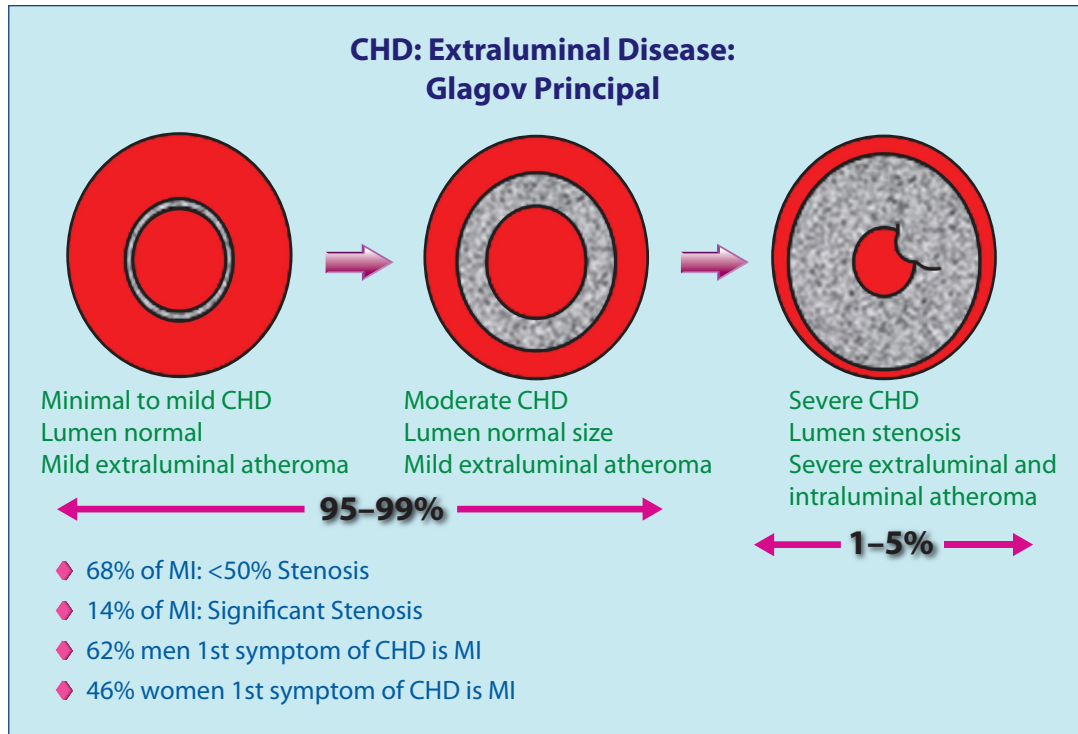 CHD: Extraluminal Disease:
Glagov Principal
Minimal to mild CHD
Lumen normal
Mild extraluminal atheroma
Moderate CHD
Lumen normal size
Mild extraluminal atheroma
Severe CHD
Lumen stenosis
Severe extraluminal and
intraluminal atheroma
95–99%
1–5%
68% of MI: <50% Stenosis
14% of MI: Significant Stenosis
62% men 1st symptom of CHD is MI
46% women 1st symptom of CHD is MI